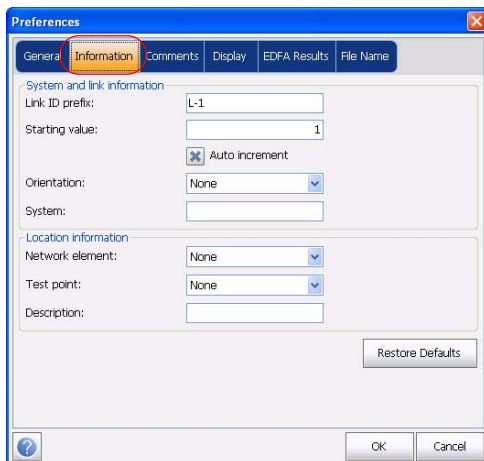 Preferences
General Information Comments Display EDFA Results File Name
System and link information
Link ID prefix: L-1
Starting value: 1
Auto increment
Orientation: None
System:
Location information
Network element: None
Test point: None
Description:
Restore Defaults
? OK Cancel